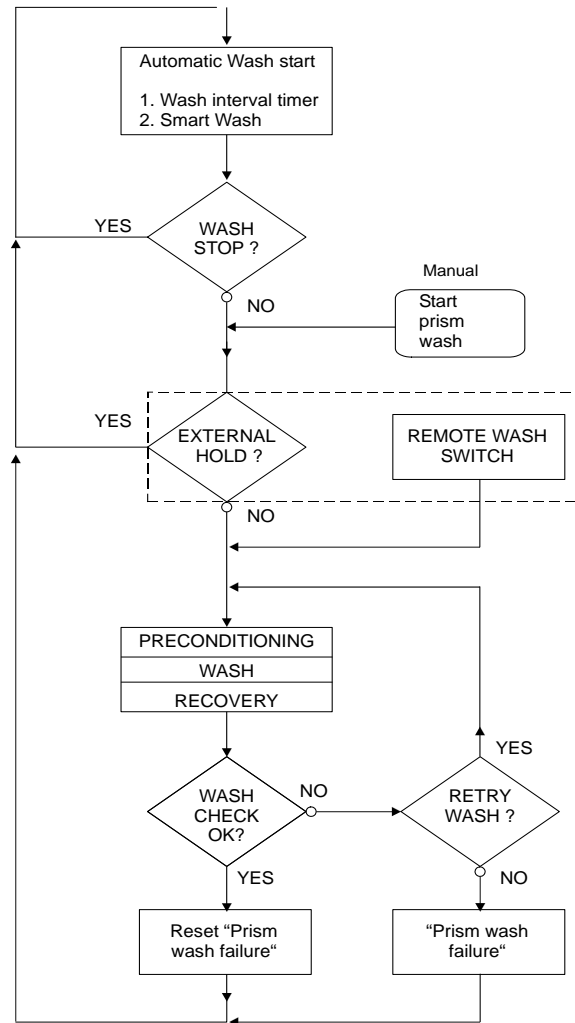 Automatic Wash start
1. Wash interval timer
2. Smart Wash
YES
WASH
STOP ?
NO
Manual
Start
prism
wash
YES
EXTERNAL
HOLD ?
REMOTE WASH
SWITCH
NO
PRECONDITIONING
WASH
RECOVERY
YES
WASH
CHECK
OK?
NO
RETRY
WASH ?
YES
NO
Reset “Prism
wash failure“
“Prism wash
failure“